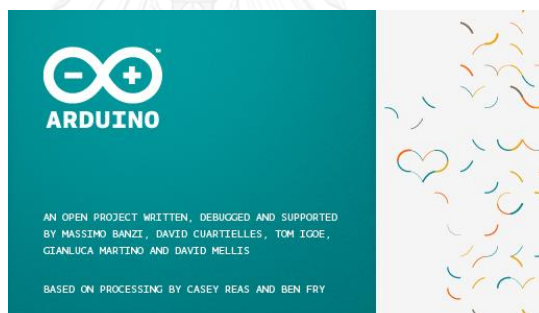 ARDUINO
AN OPEN PROJECT WRITTEN, DEBUGGED AND SUPPORTED
BY MASSIMO BANZI, DAVID CUARTIELLES, TOM IGOE,
GIANLUCA MARTINO AND DAVID MELLIS
BASED ON PROCESSING BY CASEY REAS AND BEN FRY